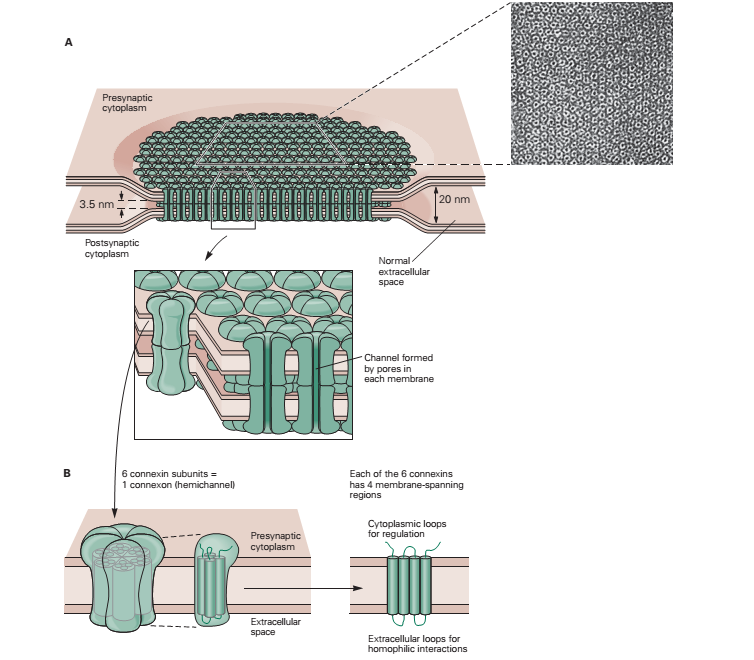 A
Presynaptic
cytoplasm
3.5 nm
20 nm
Postsynaptic
cytoplasm
Normal
extracellular
space
Channel formed
by pores in
each membrane
B
6 connexin subunits =
1 connexon (hemichannel)
Each of the 6 connexins
has 4 membrane-spanning
regions
Presynaptic
cytoplasm
Cytoplasmic loops
for regulation
Extracellular
space
Extracellular loops for
homophilic interactions